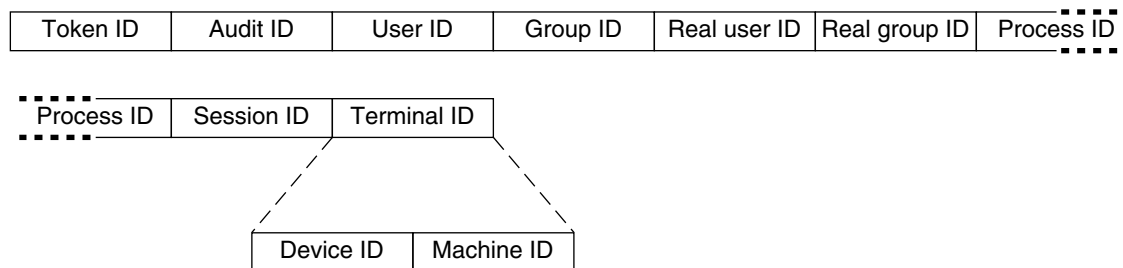 Token ID Audit ID User ID Group ID Real user ID Real group ID Process ID
Process ID Session ID Terminal ID
Device ID Machine ID